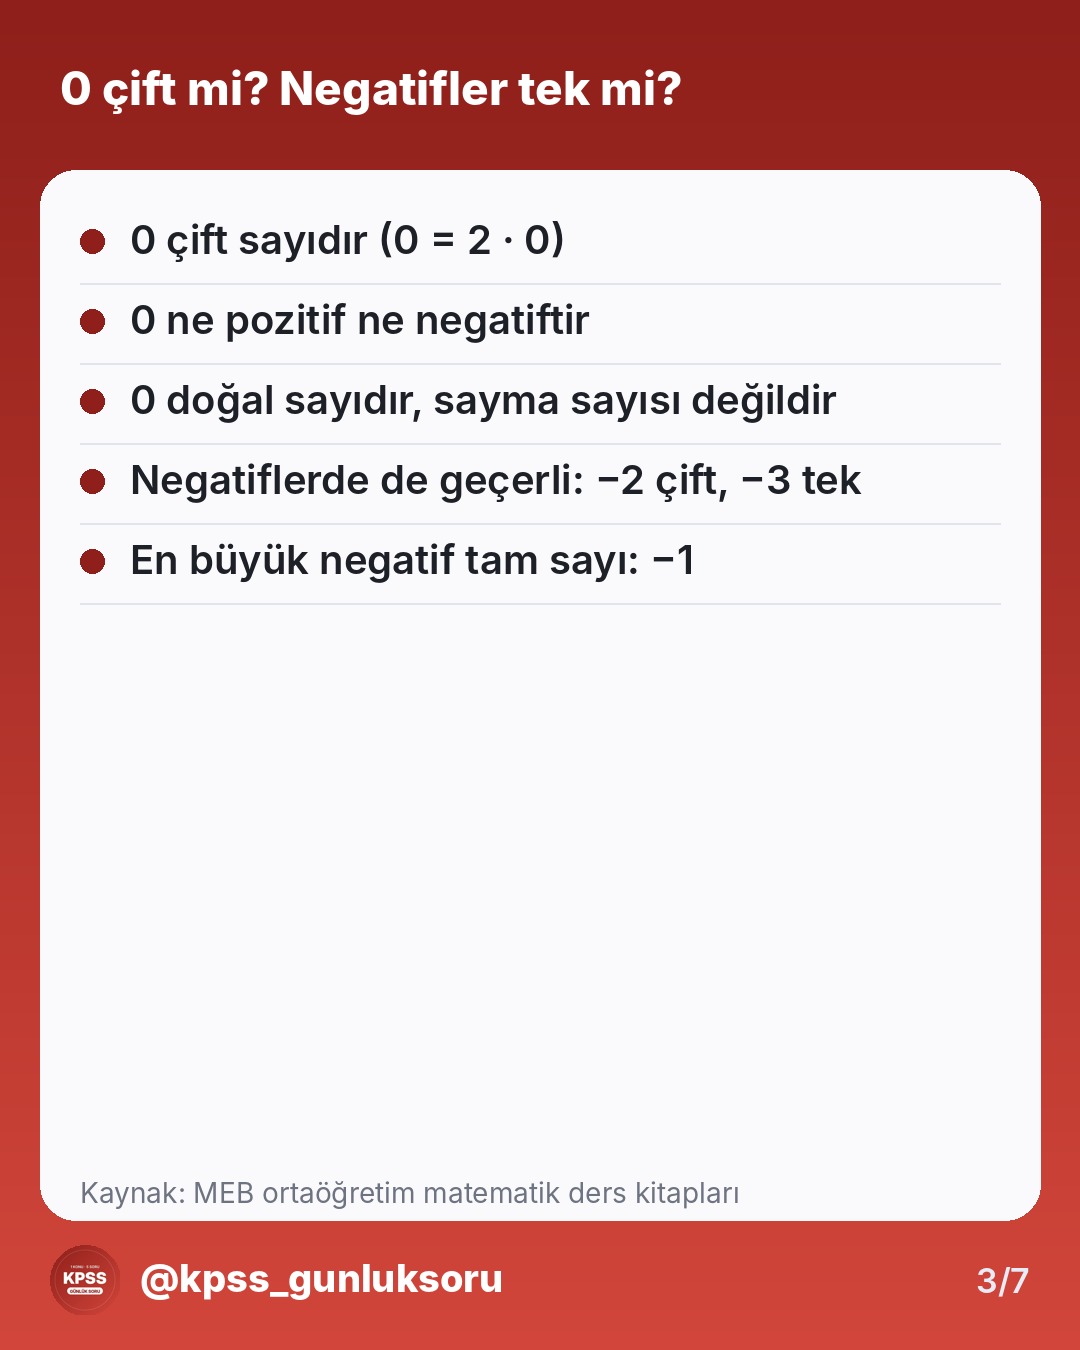 0 çift mi? Negatifler tek mi?
0 çift sayıdır (0 = 2 · 0)
0 ne pozitif ne negatiftir
0 doğal sayıdır, sayma sayısı değildir
Negatiflerde de geçerli: −2 çift, −3 tek
En büyük negatif tam sayı: −1
Kaynak: MEB ortaöğretim matematik ders kitapları
KPSS
GÜNLÜK SORU
@kpss_gunluksoru
3/7